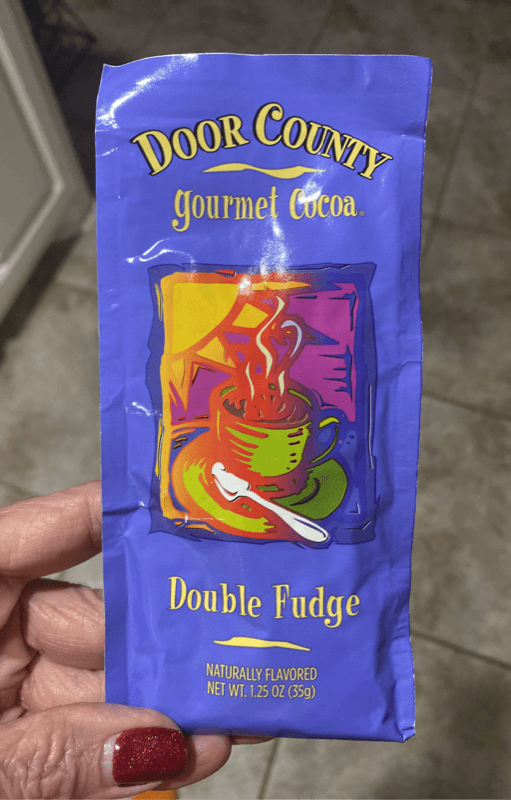 DOOR COUNTY
gourmet Cocoa®
Double Fudge
NATURALLY FLAVORED
NET WT. 1.25 OZ (35g)